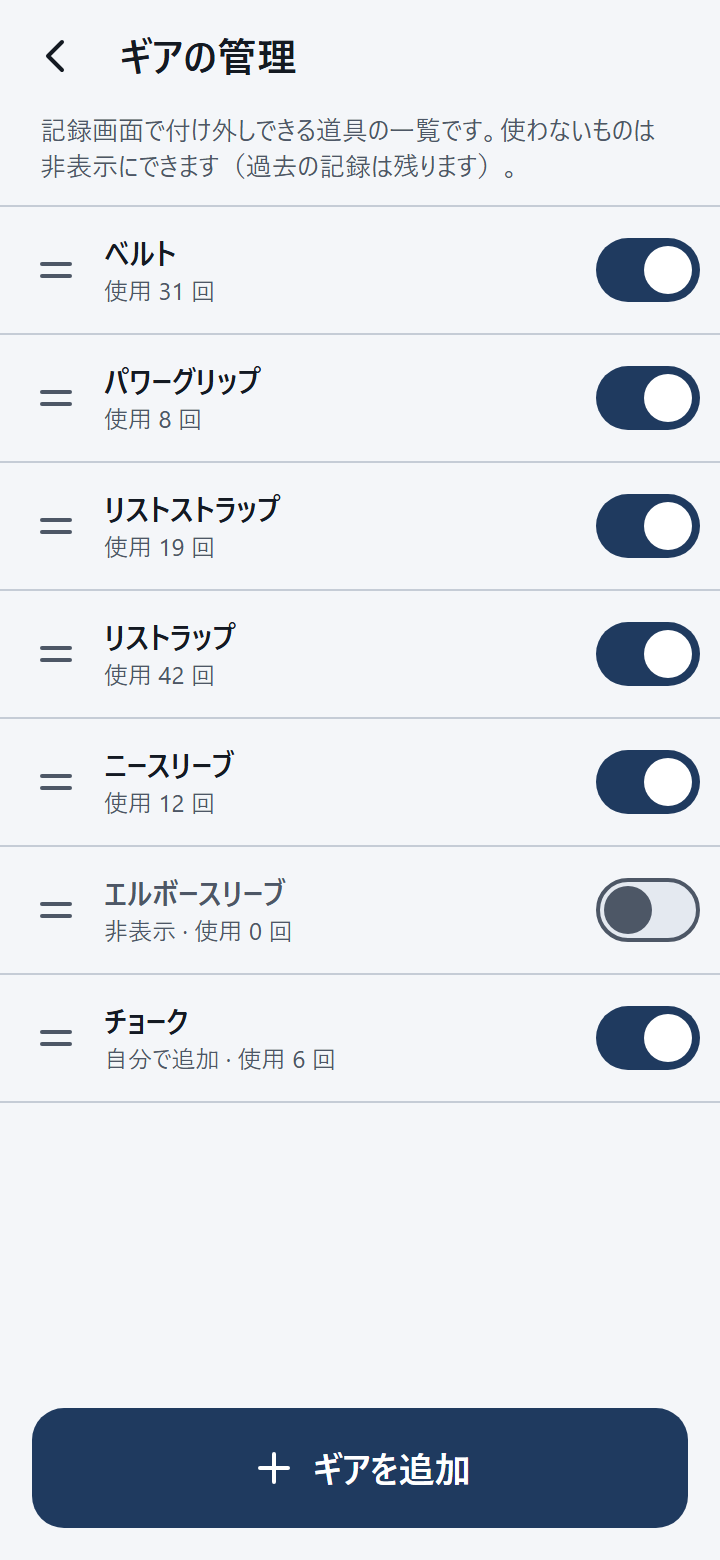 ギアの管理
記録画面で付け外しできる道具の一覧です。使わないものは
非表示にできます（過去の記録は残ります）。
ベルト
使用 31 回
パワーグリップ
使用 8 回
リストストラップ
使用 19 回
リストラップ
使用 42 回
ニースリーブ
使用 12 回
エルボースリーブ
非表示 · 使用 0 回
チョーク
自分で追加 · 使用 6 回
ギアを追加